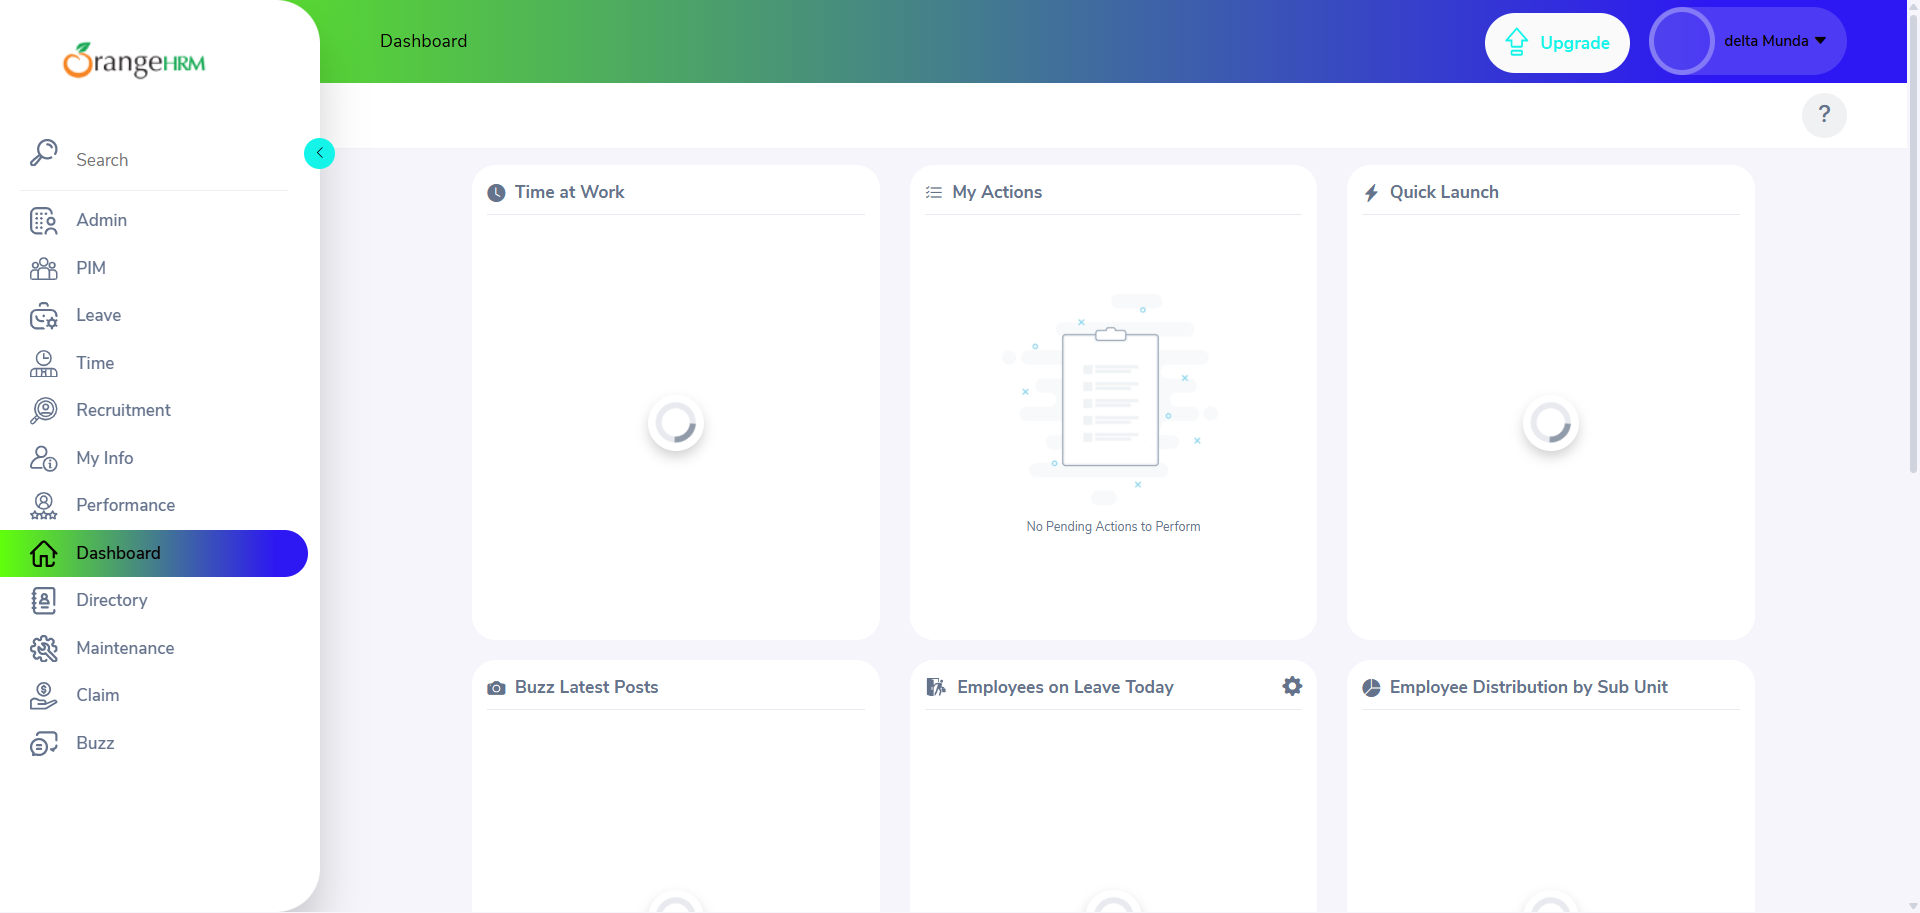 OrangeHRM
Search
Admin
PIM
Leave
Time
Recruitment
My Info
Performance
Dashboard
Directory
Maintenance
Claim
Buzz
Dashboard
Upgrade
delta Munda
?
Time at Work
My Actions
No Pending Actions to Perform
Quick Launch
Buzz Latest Posts
Employees on Leave Today
Employee Distribution by Sub Unit